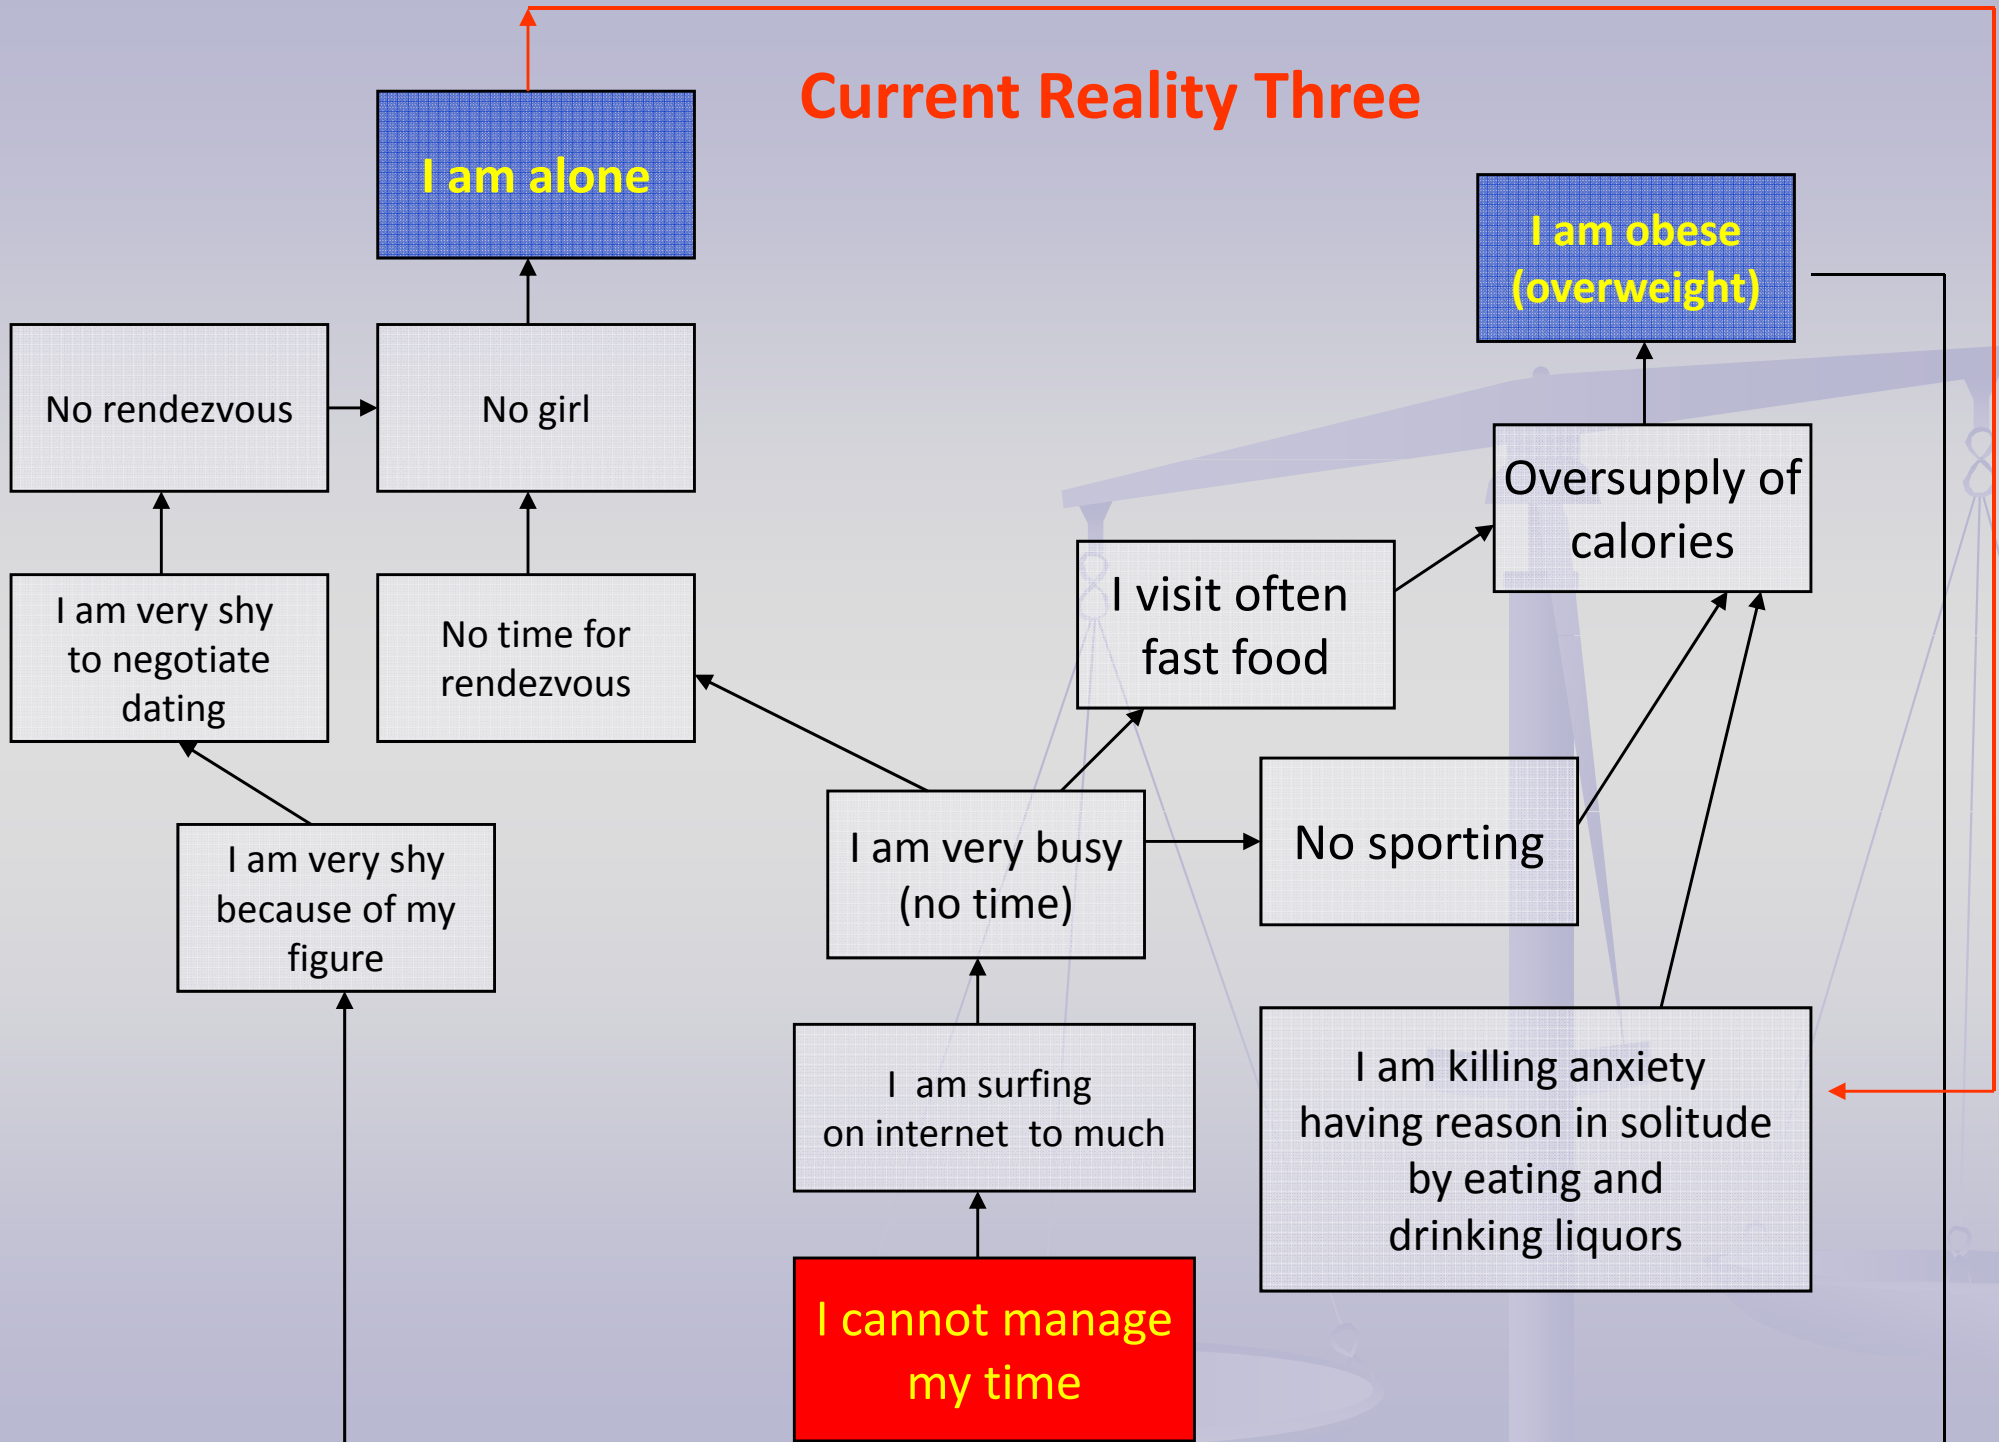 Current Reality Three
I am alone
I am obese
(overweight)
No rendezvous
No girl
Oversupply of
calories
I am very shy
to negotiate
dating
No time for
rendezvous
I visit often
fast food
I am very shy
because of my
figure
I am very busy
(no time)
No sporting
I am surfing
on internet to much
I am killing anxiety
having reason in solitude
by eating and
drinking liquors
I cannot manage
my time